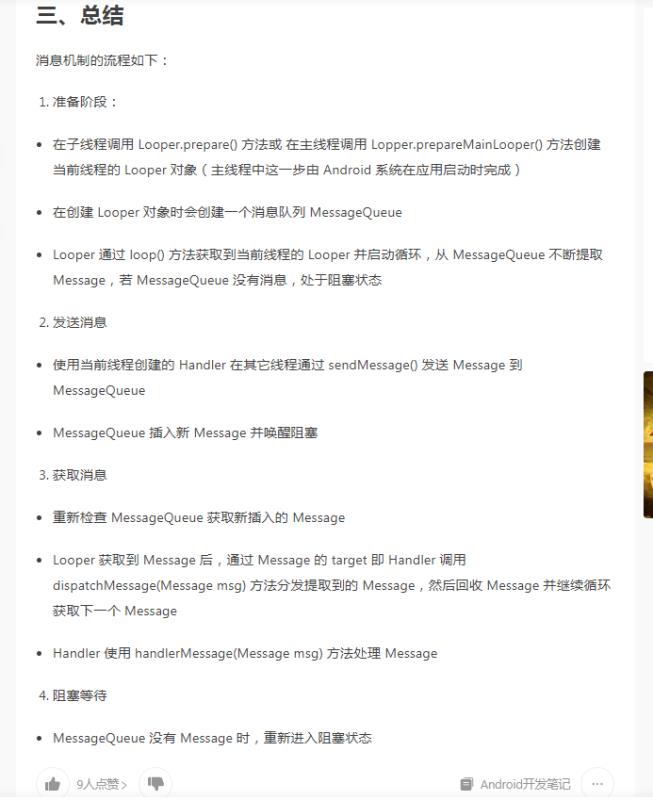 三、总结
消息机制的流程如下：
1. 准备阶段：
• 在子线程调用 Looper.prepare() 方法或 在主线程调用 Lopper.prepareMainLooper() 方法创建
当前线程的 Looper 对象（主线程中这一步由 Android 系统在应用启动时完成）
• 在创建 Looper 对象时会创建一个消息队列 MessageQueue
• Looper 通过 loop() 方法获取到当前线程的 Looper 并启动循环，从 MessageQueue 不断提取
Message，若 MessageQueue 没有消息，处于阻塞状态
2. 发送消息
• 使用当前线程创建的 Handler 在其它线程通过 sendMessage() 发送 Message 到
MessageQueue
• MessageQueue 插入新 Message 并唤醒阻塞
3. 获取消息
• 重新检查 MessageQueue 获取新插入的 Message
• Looper 获取到 Message 后，通过 Message 的 target 即 Handler 调用
dispatchMessage(Message msg) 方法分发提取到的 Message，然后回收 Message 并继续循环
获取下一个 Message
• Handler 使用 handlerMessage(Message msg) 方法处理 Message
4. 阻塞等待
• MessageQueue 没有 Message 时，重新进入阻塞状态
9人点赞 > Android开发笔记 ...